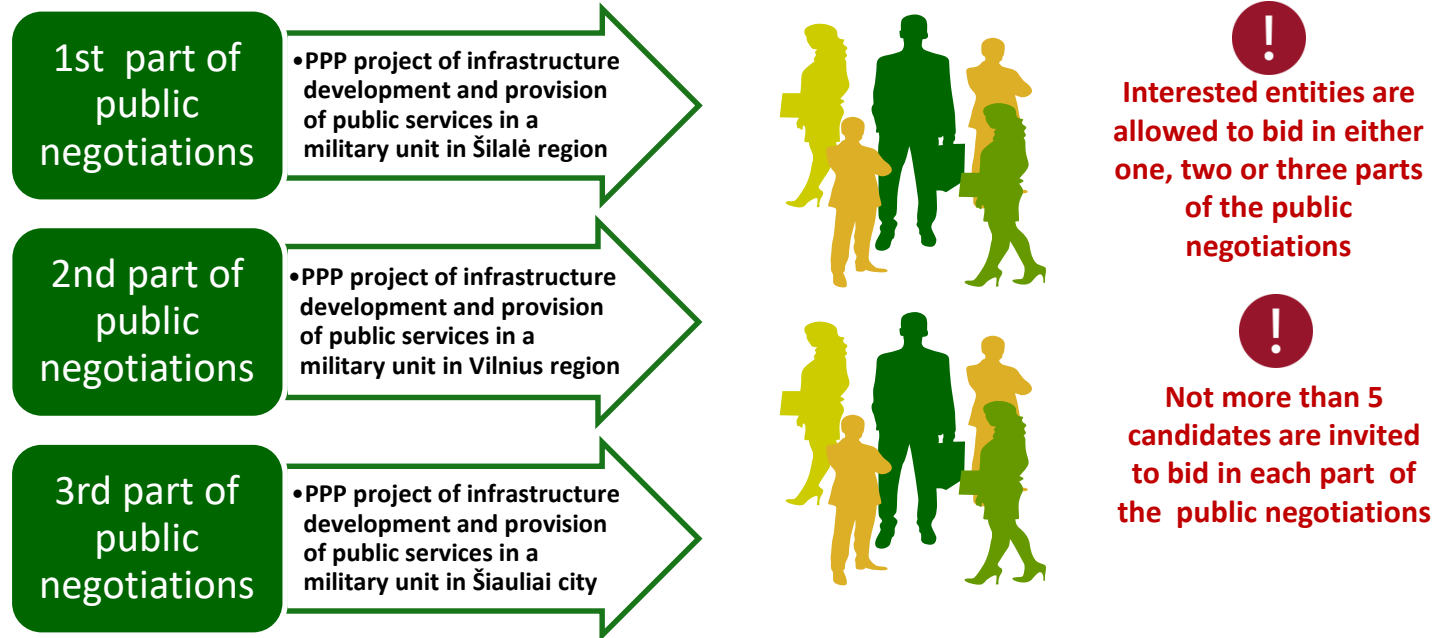 1st part of
public
negotiations
•PPP project of infrastructure
development and provision
of public services in a
military unit in Šilalė region
2nd part of
public
negotiations
•PPP project of infrastructure
development and provision
of public services in a
military unit in Vilnius region
3rd part of
public
negotiations
•PPP project of infrastructure
development and provision
of public services in a
military unit in Šiauliai city
!
Interested entities are
allowed to bid in either
one, two or three parts
of the public
negotiations
!
Not more than 5
candidates are invited
to bid in each part of
the public negotiations